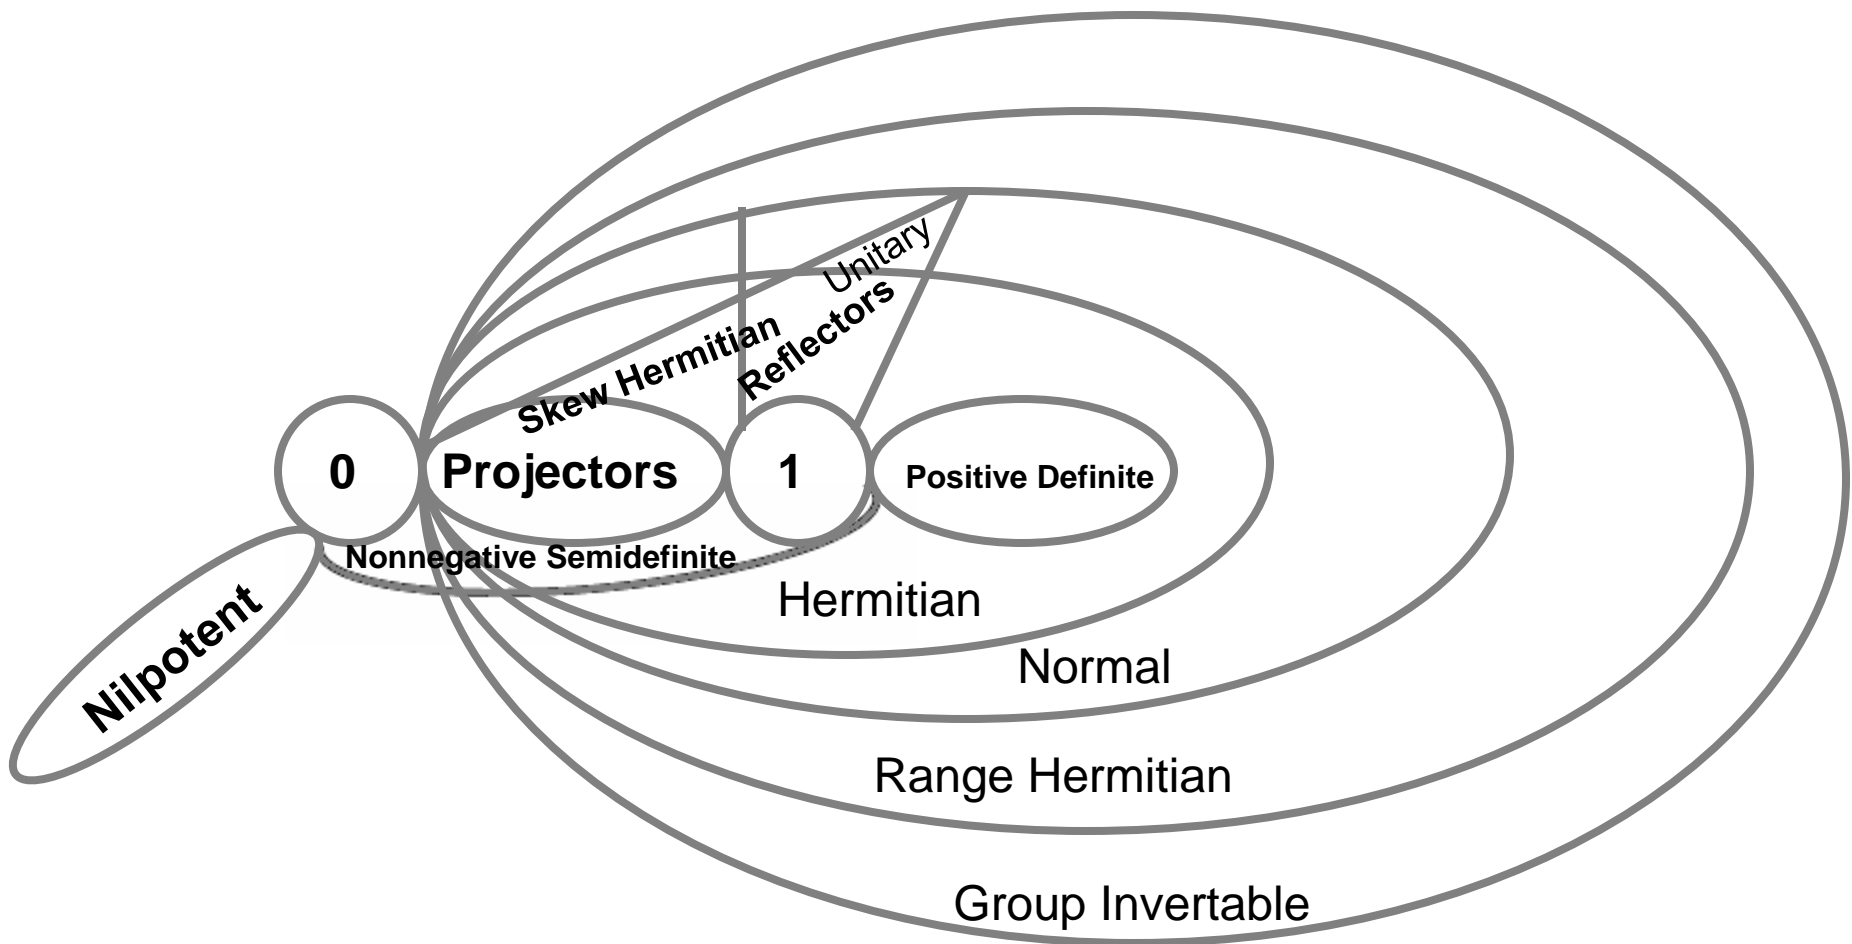 Unitary
Reflectors
Skew Hermitian
0
Projectors
1
Positive Definite
Nonnegative Semidefinite
Hermitian
Nilpotent
Normal
Range Hermitian
Group Invertable